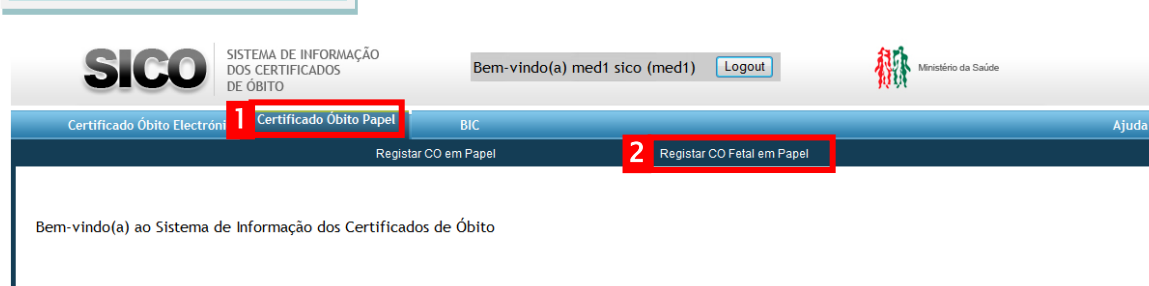 SICO
SISTEMA DE INFORMAÇÃO
DOS CERTIFICADOS
DE ÓBITO
Bem-vindo(a) med1 sico (med1)
Logout
Ministério da Saúde
Certificado Óbito Electróni
1
Certificado Óbito Papel
BIC
Ajuda
Registar CO em Papel
2
Registar CO Fetal em Papel
Bem-vindo(a) ao Sistema de Informação dos Certificados de Óbito